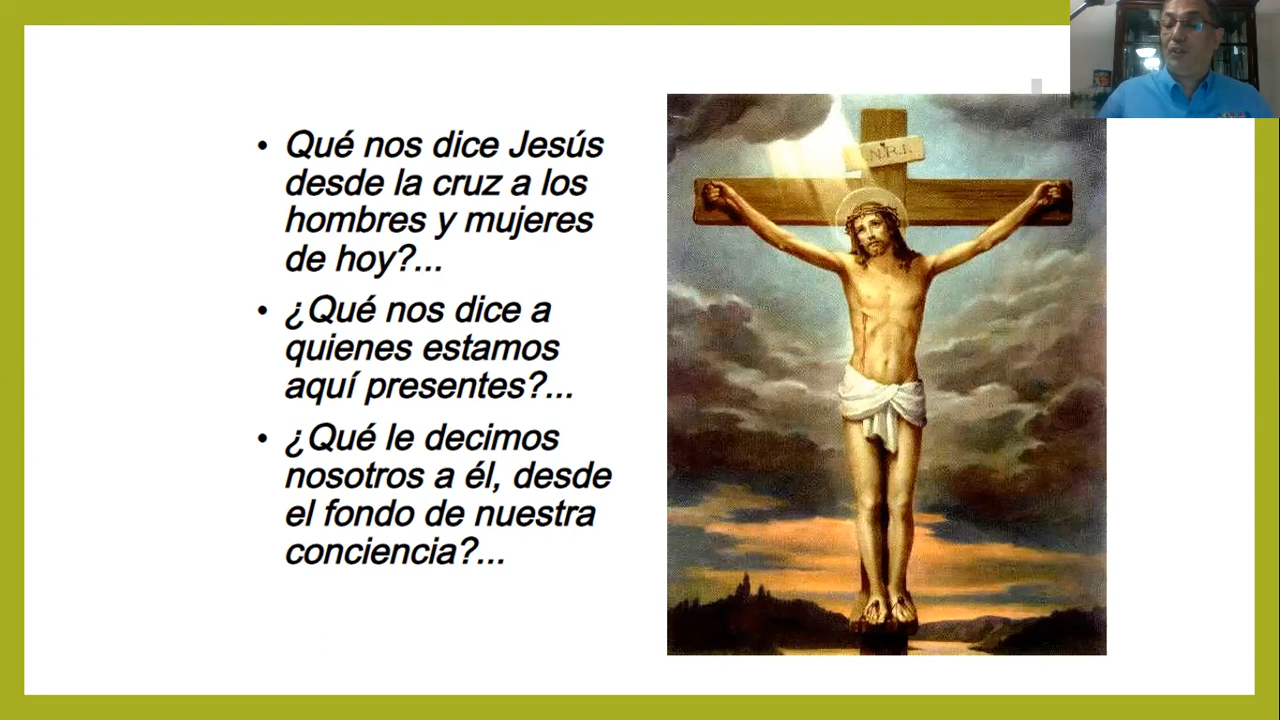 • Qué nos dice Jesús
desde la cruz a los
hombres y mujeres
de hoy?...
• ¿Qué nos dice a
quienes estamos
aquí presentes?...
• ¿Qué le decimos
nosotros a él, desde
el fondo de nuestra
conciencia?...
N.R.I.